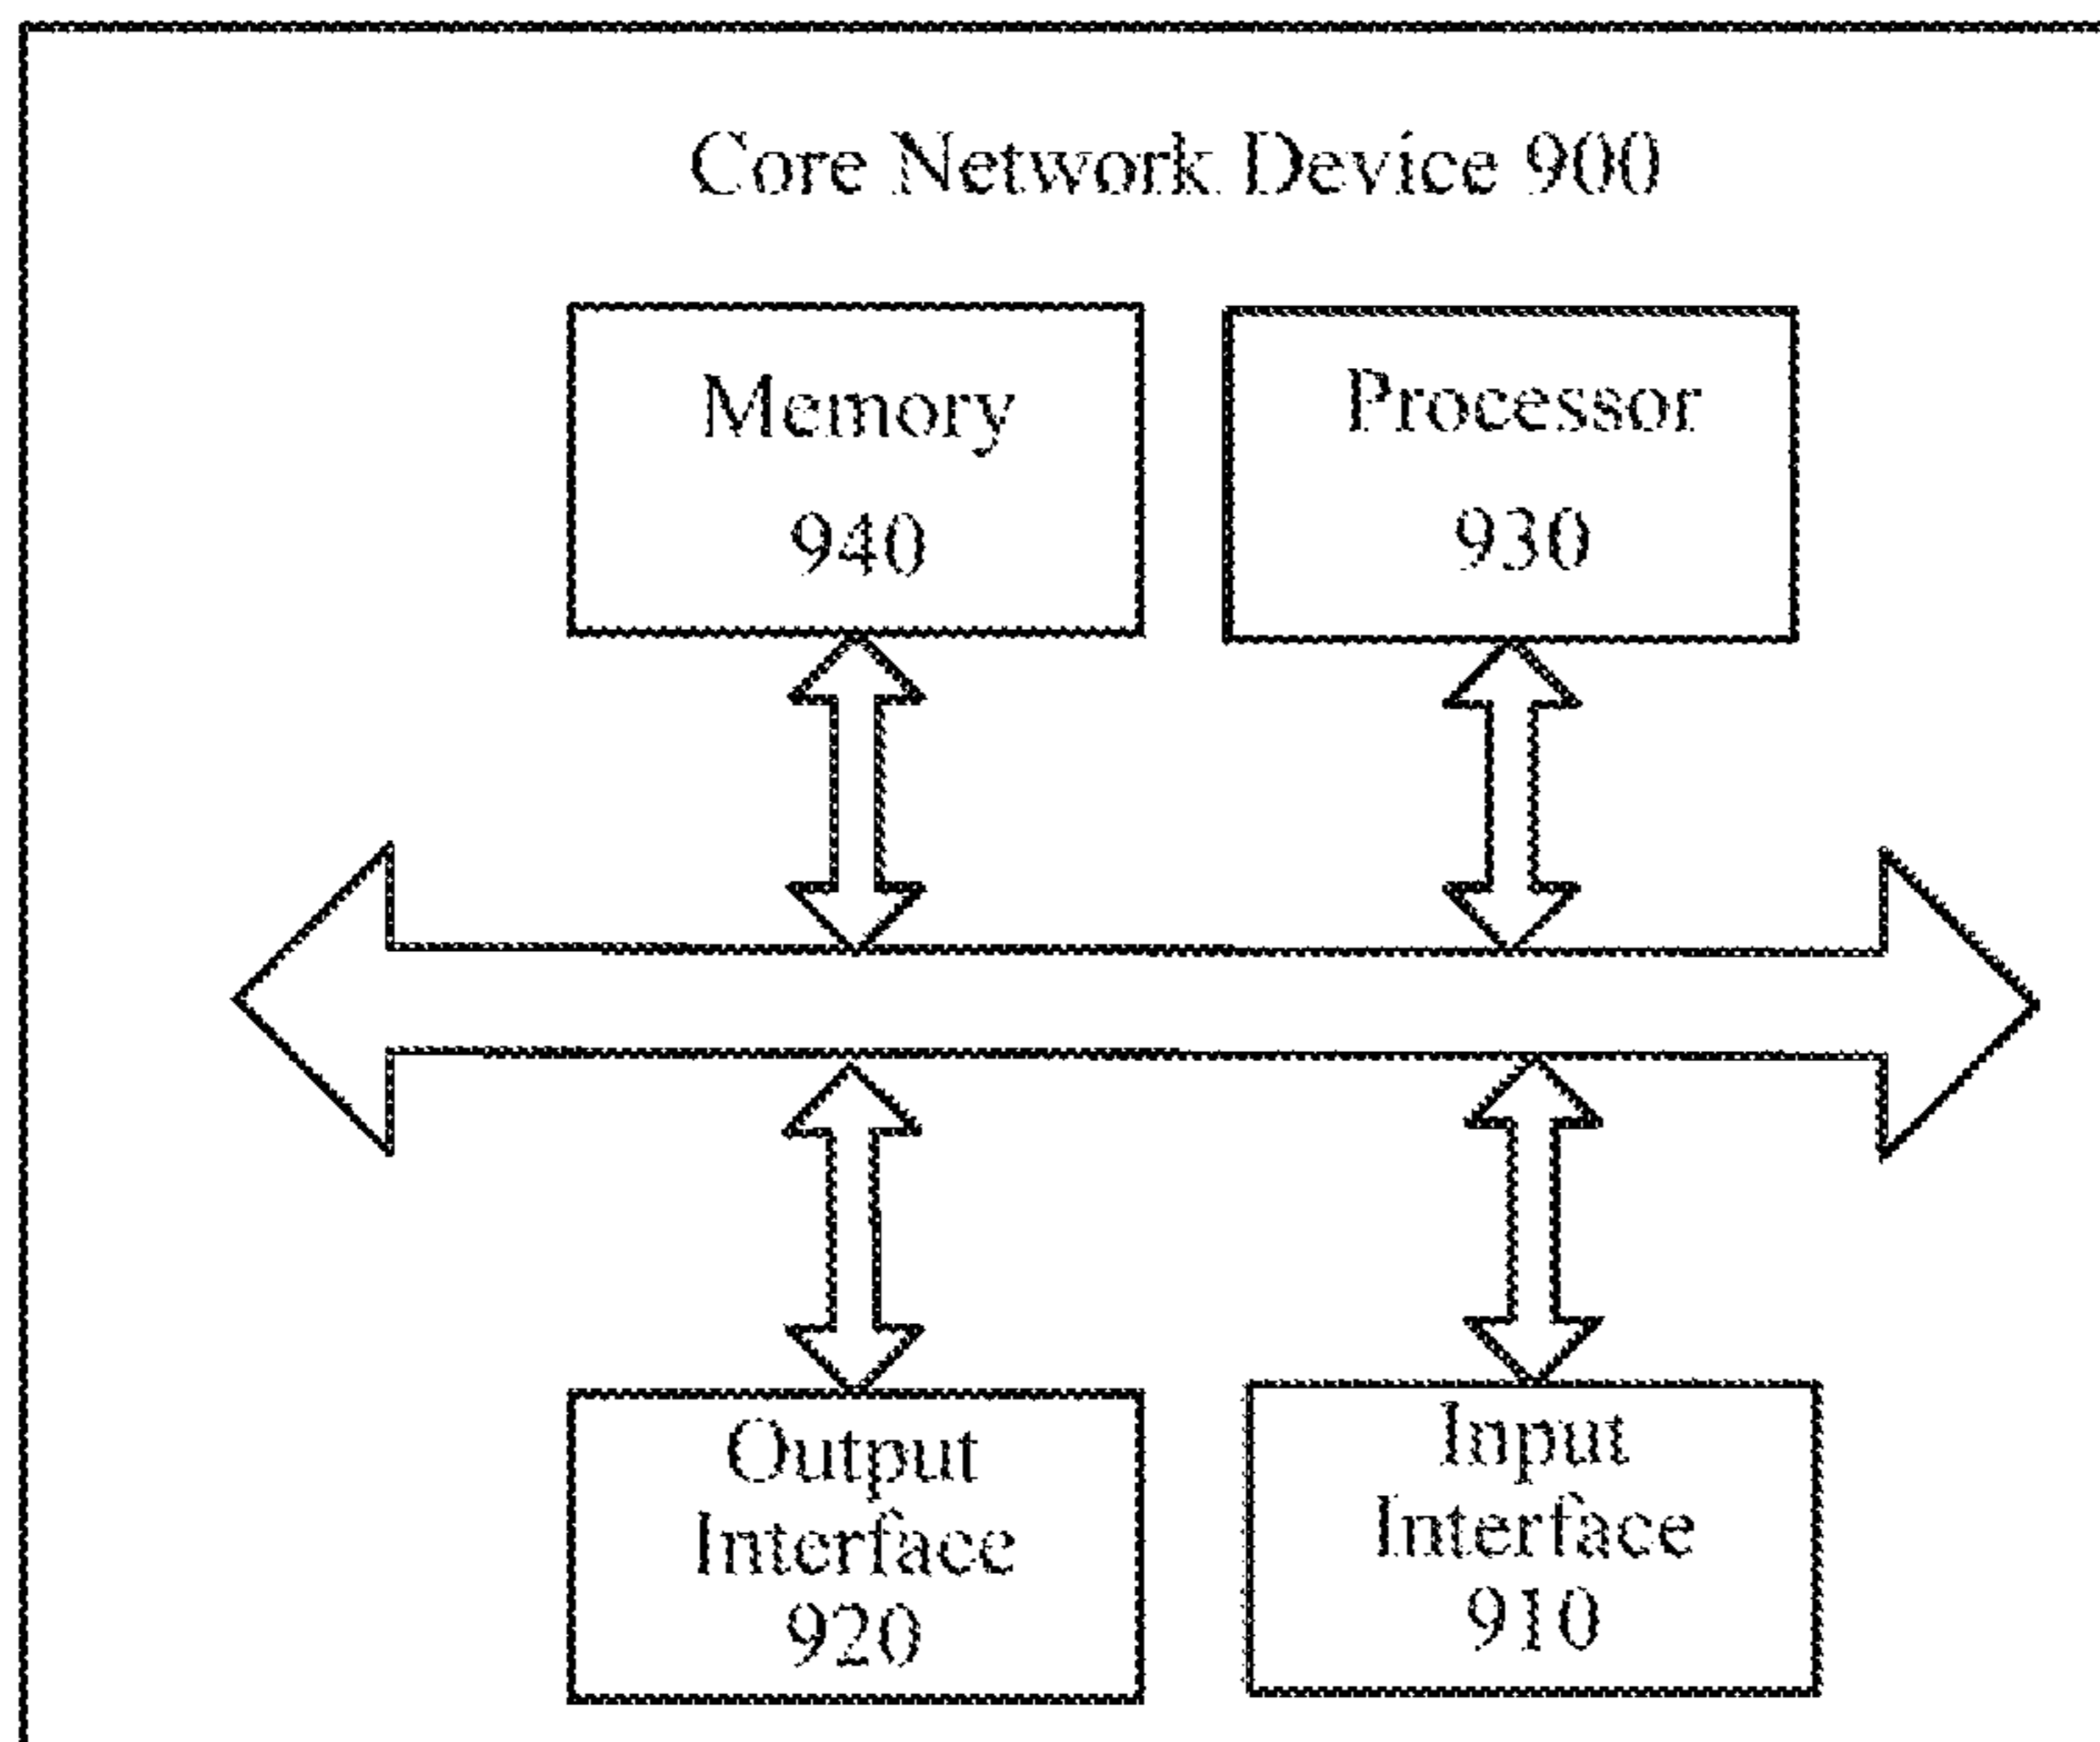 Core Network Device 900
Memory
940
Processor
930
Output
Interface
920
Input
Interface
910